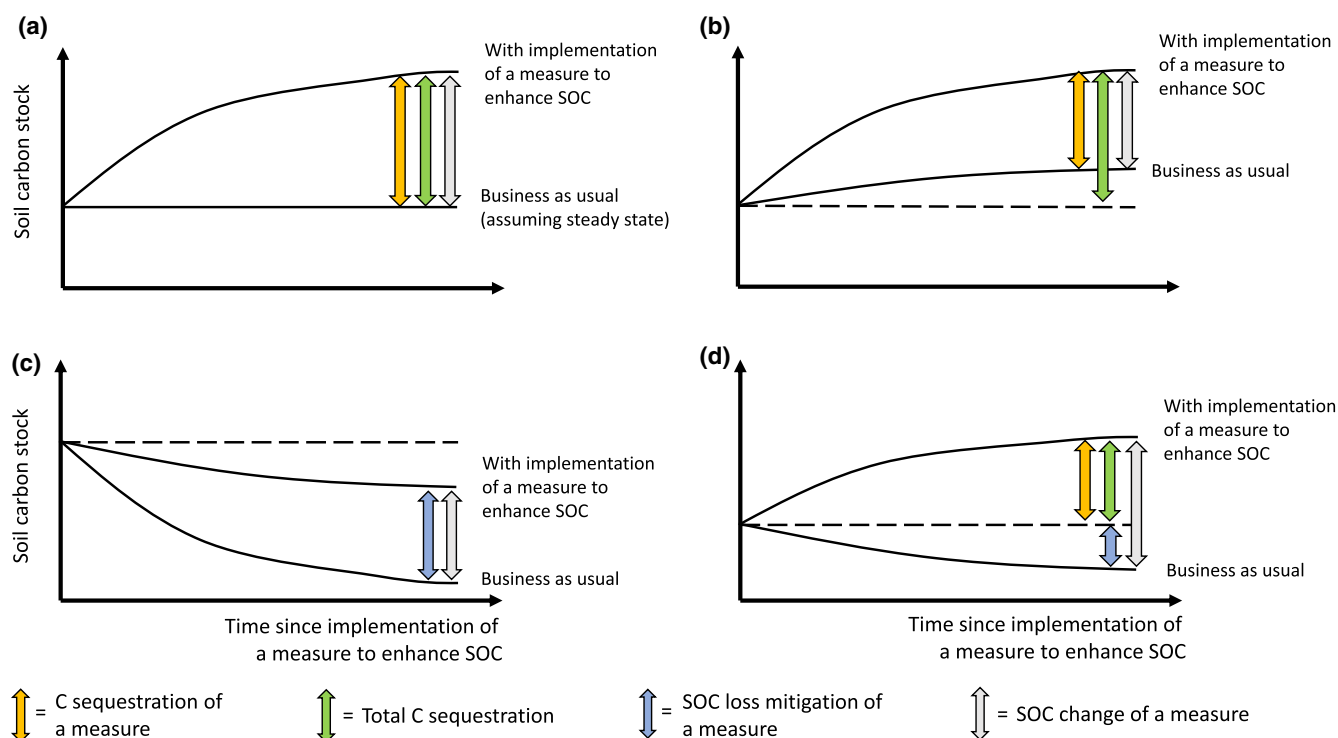 (a)
Soil carbon stock
With implementation
of a measure to
enhance SOC
Business as usual
(assuming steady state)
(b)
With implementation
of a measure to
enhance SOC
Business as usual
(c)
Soil carbon stock
With implementation
of a measure to
enhance SOC
Business as usual
Time since implementation of
a measure to enhance SOC
(d)
With implementation
of a measure to
enhance SOC
Business as usual
Time since implementation of
a measure to enhance SOC
= C sequestration of
a measure
= Total C sequestration
= SOC loss mitigation of
a measure
= SOC change of a measure